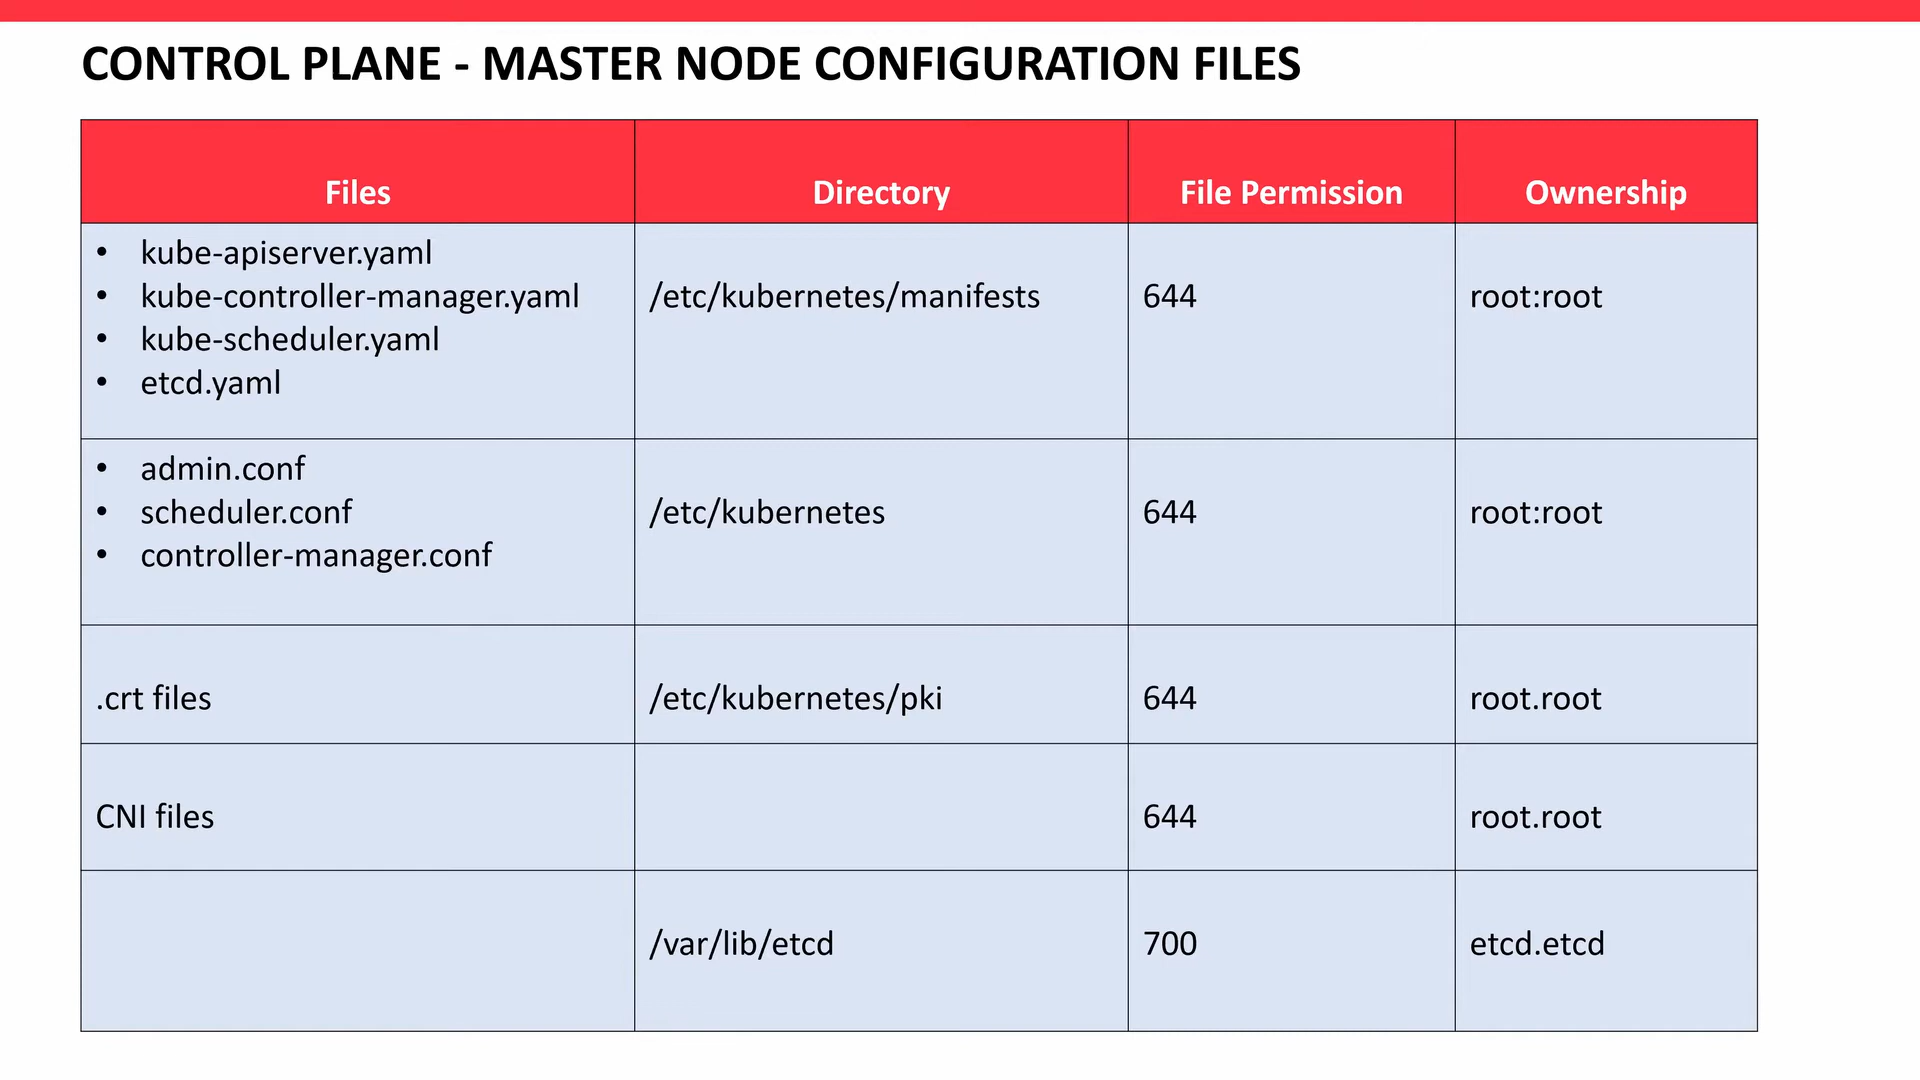 CONTROL PLANE - MASTER NODE CONFIGURATION FILES
Files Directory File Permission Ownership
• kube-apiserver.yaml
• kube-controller-manager.yaml /etc/kubernetes/manifests 644 root:root
• kube-scheduler.yaml
• etcd.yaml
• admin.conf
• scheduler.conf /etc/kubernetes 644 root:root
• controller-manager.conf
.crt files /etc/kubernetes/pki 644 root.root
CNI files 644 root.root
/var/lib/etcd 700 etcd.etcd